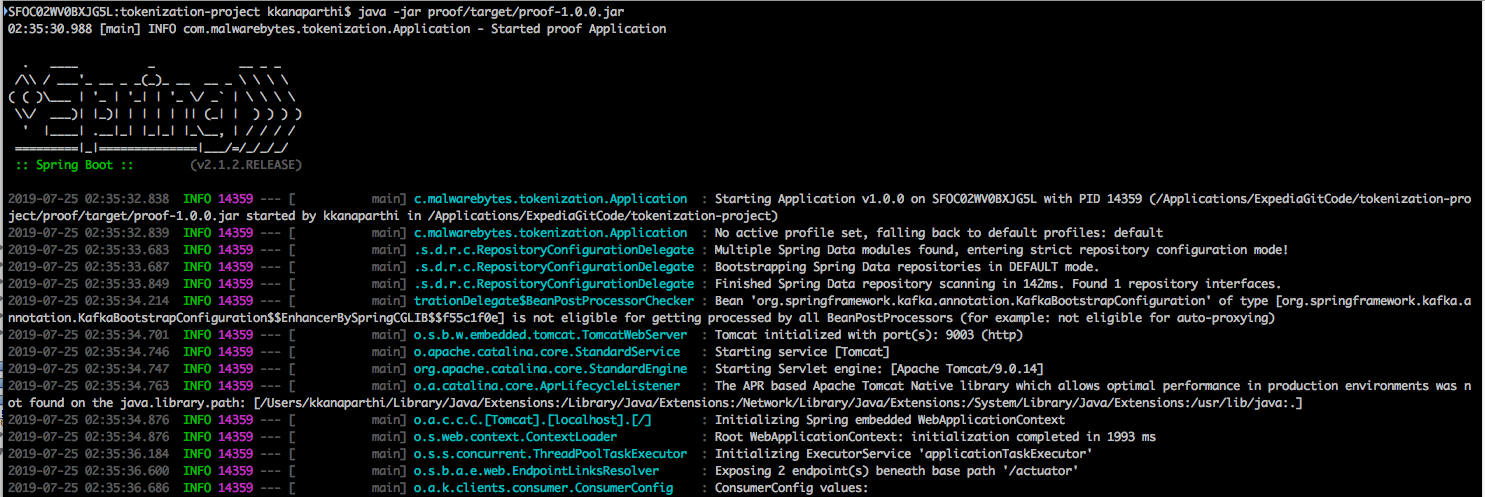 SFOC02WV0BXJG5L:tokenization-project kkanaparthi$ java -jar proof/target/proof-1.0.0.jar
02:35:30.988 [main] INFO com.malwarebytes.tokenization.Application - Started proof Application
  .   ____          _            __ _ _
 /\\ / ___'_ __ _ _(_)_ __  __ _ \ \ \ \
( ( )\___ | '_ | '_| | '_ \/ _` | \ \ \ \
 \\/  ___)| |_)| | | | | || (_| |  ) ) ) )
  '  |____| .__|_| |_|_| |_\__, | / / / /
 =========|_|==============|___/=/_/_/_/
 :: Spring Boot ::        (v2.1.2.RELEASE)
2019-07-25 02:35:32.838  INFO 14359 --- [           main] c.malwarebytes.tokenization.Application  : Starting Application v1.0.0 on SFOC02WV0BXJG5L with PID 14359 (/Applications/ExpediaGitCode/tokenization-pro
ject/proof/target/proof-1.0.0.jar started by kkanaparthi in /Applications/ExpediaGitCode/tokenization-project)
2019-07-25 02:35:32.839  INFO 14359 --- [           main] c.malwarebytes.tokenization.Application  : No active profile set, falling back to default profiles: default
2019-07-25 02:35:33.683  INFO 14359 --- [           main] .s.d.r.c.RepositoryConfigurationDelegate : Multiple Spring Data modules found, entering strict repository configuration mode!
2019-07-25 02:35:33.687  INFO 14359 --- [           main] .s.d.r.c.RepositoryConfigurationDelegate : Bootstrapping Spring Data repositories in DEFAULT mode.
2019-07-25 02:35:33.849  INFO 14359 --- [           main] .s.d.r.c.RepositoryConfigurationDelegate : Finished Spring Data repository scanning in 142ms. Found 1 repository interfaces.
2019-07-25 02:35:34.214  INFO 14359 --- [           main] trationDelegate$BeanPostProcessorChecker : Bean 'org.springframework.kafka.annotation.KafkaBootstrapConfiguration' of type [org.springframework.kafka.a
nnotation.KafkaBootstrapConfiguration$$EnhancerBySpringCGLIB$$f55c1f0e] is not eligible for getting processed by all BeanPostProcessors (for example: not eligible for auto-proxying)
2019-07-25 02:35:34.701  INFO 14359 --- [           main] o.s.b.w.embedded.tomcat.TomcatWebServer  : Tomcat initialized with port(s): 9003 (http)
2019-07-25 02:35:34.746  INFO 14359 --- [           main] o.apache.catalina.core.StandardService   : Starting service [Tomcat]
2019-07-25 02:35:34.747  INFO 14359 --- [           main] org.apache.catalina.core.StandardEngine  : Starting Servlet engine: [Apache Tomcat/9.0.14]
2019-07-25 02:35:34.763  INFO 14359 --- [           main] o.a.catalina.core.AprLifecycleListener   : The APR based Apache Tomcat Native library which allows optimal performance in production environments was n
ot found on the java.library.path: [/Users/kkanaparthi/Library/Java/Extensions:/Library/Java/Extensions:/Network/Library/Java/Extensions:/System/Library/Java/Extensions:/usr/lib/java:.]
2019-07-25 02:35:34.876  INFO 14359 --- [           main] o.a.c.c.C.[Tomcat].[localhost].[/]       : Initializing Spring embedded WebApplicationContext
2019-07-25 02:35:34.876  INFO 14359 --- [           main] o.s.web.context.ContextLoader            : Root WebApplicationContext: initialization completed in 1993 ms
2019-07-25 02:35:36.184  INFO 14359 --- [           main] o.s.s.concurrent.ThreadPoolTaskExecutor  : Initializing ExecutorService 'applicationTaskExecutor'
2019-07-25 02:35:36.600  INFO 14359 --- [           main] o.s.b.a.e.web.EndpointLinksResolver      : Exposing 2 endpoint(s) beneath base path '/actuator'
2019-07-25 02:35:36.686  INFO 14359 --- [           main] o.a.k.clients.consumer.ConsumerConfig    : ConsumerConfig values: